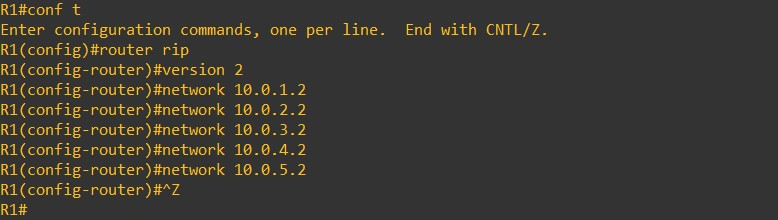 R1#conf t
Enter configuration commands, one per line.  End with CNTL/Z.
R1(config)#router rip
R1(config-router)#version 2
R1(config-router)#network 10.0.1.2
R1(config-router)#network 10.0.2.2
R1(config-router)#network 10.0.3.2
R1(config-router)#network 10.0.4.2
R1(config-router)#network 10.0.5.2
R1(config-router)#^Z
R1#